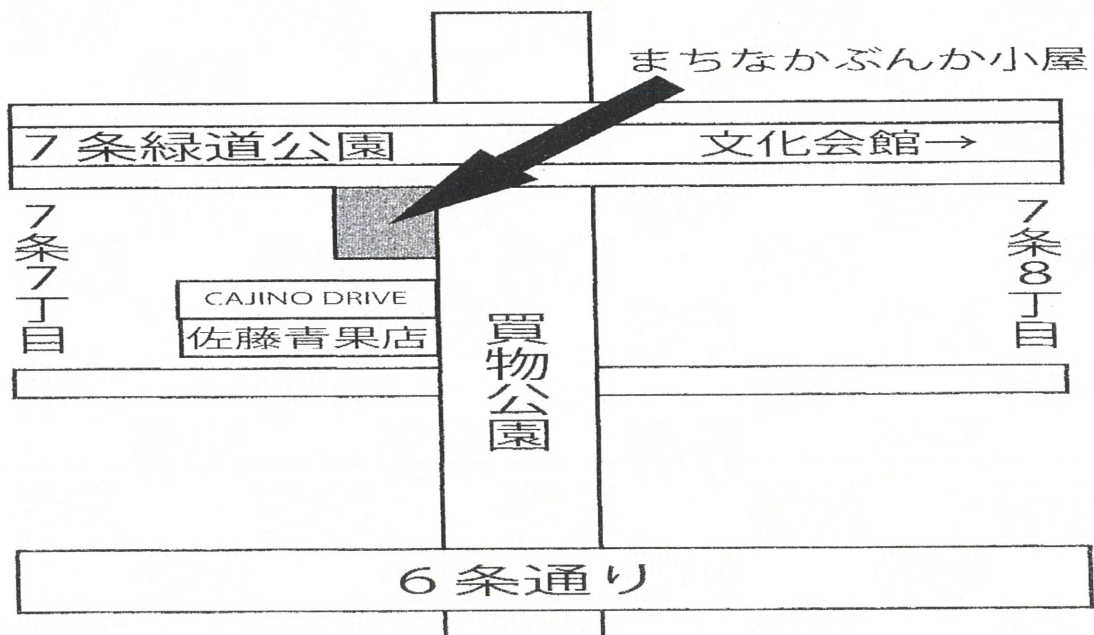 まちなかぶんか小屋
7条緑道公園
文化会館→
7条7丁目
7条8丁目
CAJINO DRIVE
佐藤青果店
買物公園
6条通り